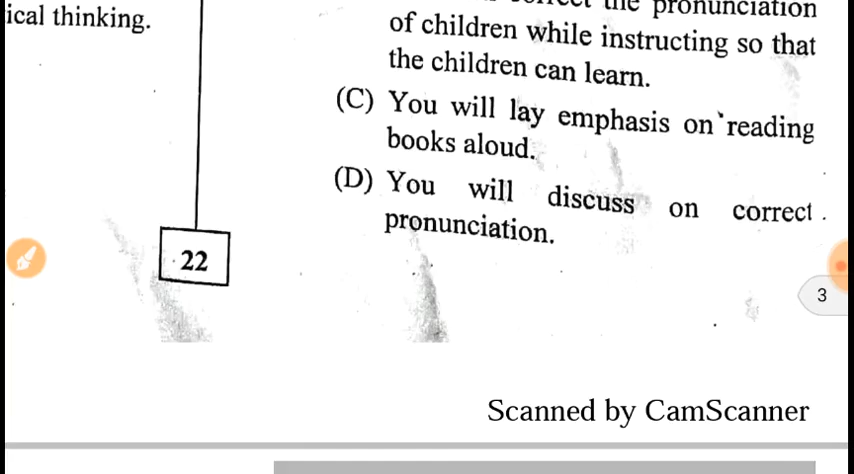 ical thinking.
the pronunciation
of children while instructing so that
the children can learn.
(C) You will lay emphasis on reading
books aloud.
(D) You will discuss on correct .
pronunciation.
22
3
Scanned by CamScanner